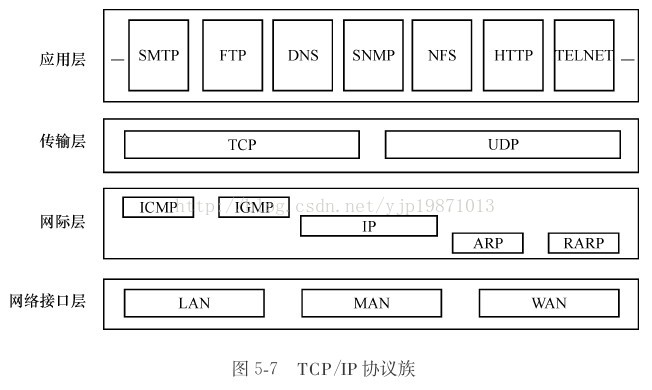 应用层 SMTP FTP DNS SNMP NFS HTTP TELNET
传输层 TCP UDP
ICMP IGMP http://blog.csdn.net/yjp19871013
网际层 IP
ARP RARP
网络接口层 LAN MAN WAN
图 5-7 TCP/IP 协议族